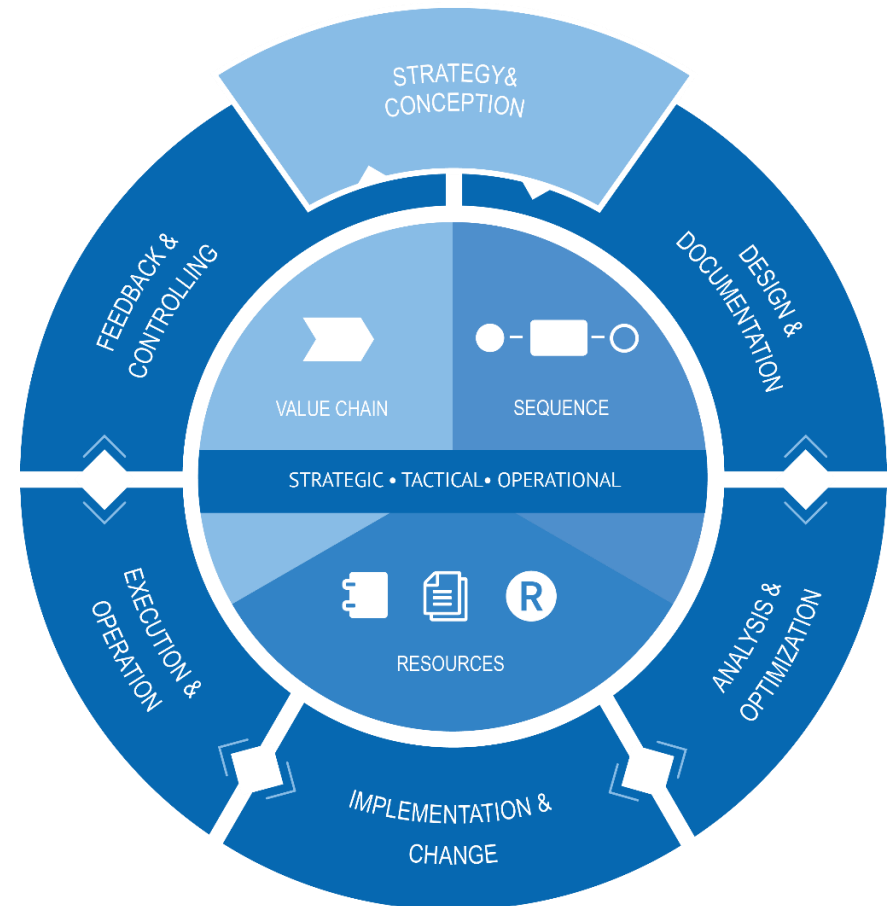 STRATEGY&
CONCEPTION
DESIGN &
DOCUMENTATION
ANALYSIS &
OPTIMIZATION
IMPLEMENTATION &
CHANGE
EXECUTION &
OPERATION
FEEDBACK &
CONTROLLING
VALUE CHAIN
SEQUENCE
STRATEGIC • TACTICAL• OPERATIONAL
R
RESOURCES